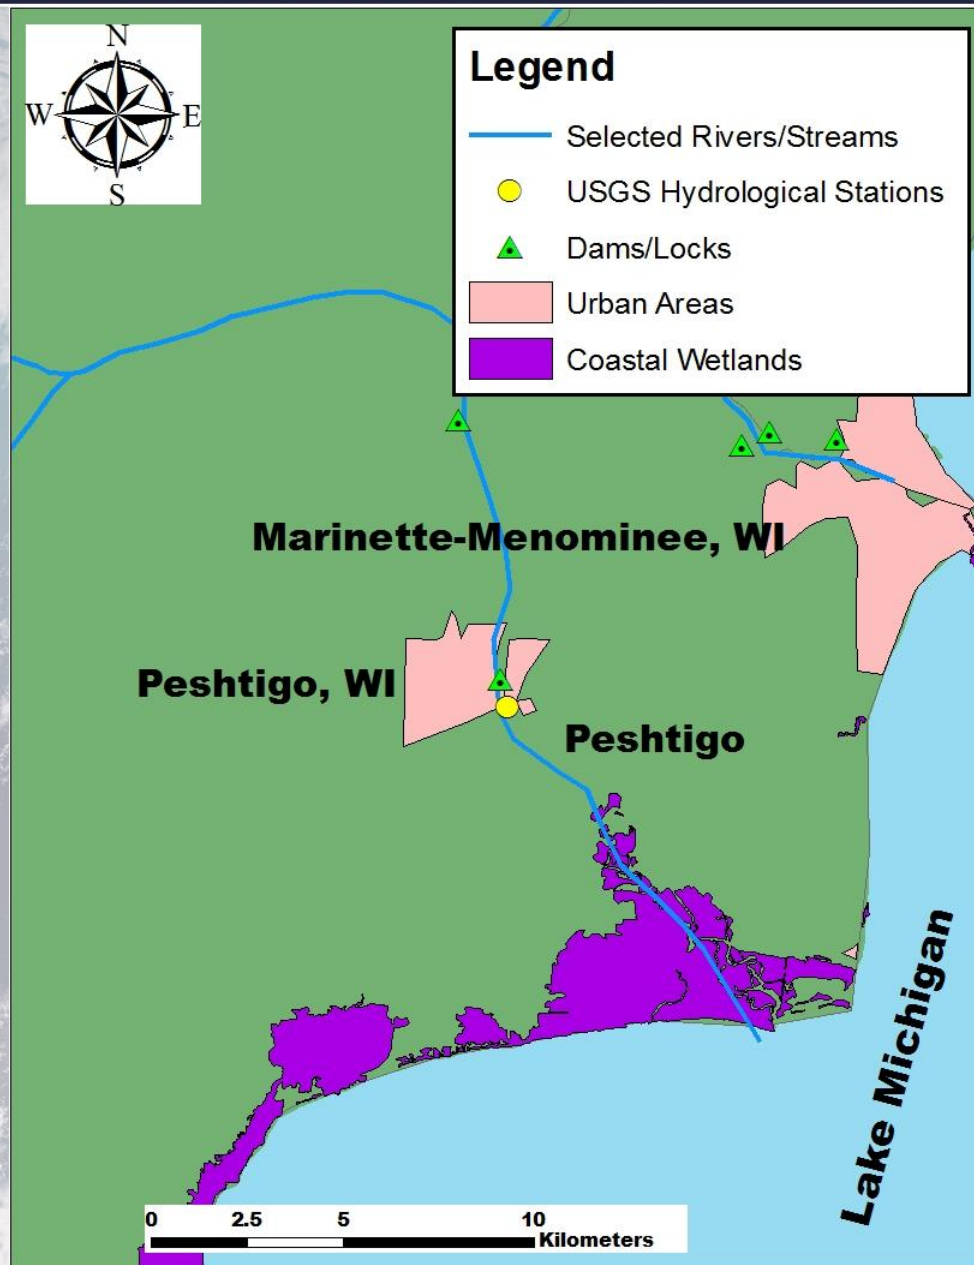 N
W E
S
Legend
Selected Rivers/Streams
USGS Hydrological Stations
Dams/Locks
Urban Areas
Coastal Wetlands
Marinette-Menominee, WI
Peshtigo, WI
Peshtigo
Lake Michigan
0 2.5 5 10
Kilometers